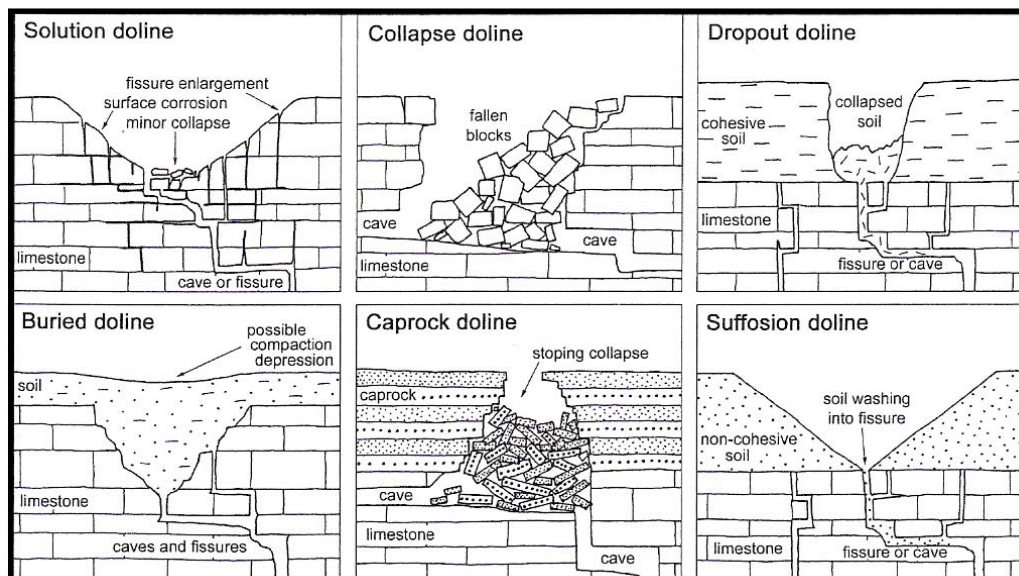 Solution doline
fissure enlargement
surface corrosion
minor collapse
limestone
cave or fissure
Collapse doline
fallen
blocks
cave
cave
limestone
Dropout doline
collapsed
soil
cohesive
soil
limestone
fissure or cave
Buried doline
possible
compaction
depression
soil
limestone
caves and fissures
Caprock doline
stoping collapse
caprock
cave
limestone
cave
Suffosion doline
soil washing
into fissure
non-cohesive
soil
limestone
fissure or cave